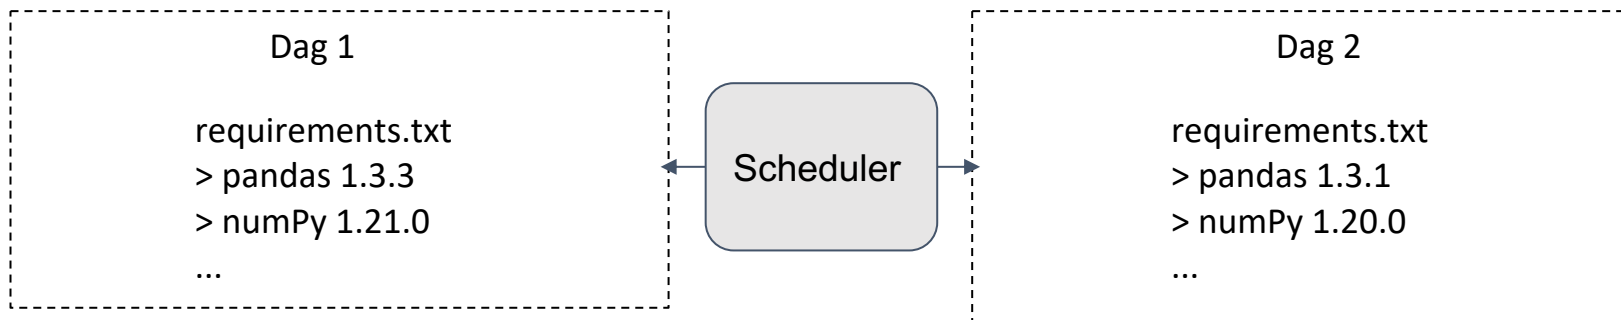 Dag 1
requirements.txt
> pandas 1.3.3
> numPy 1.21.0
...
Scheduler
Dag 2
requirements.txt
> pandas 1.3.1
> numPy 1.20.0
...